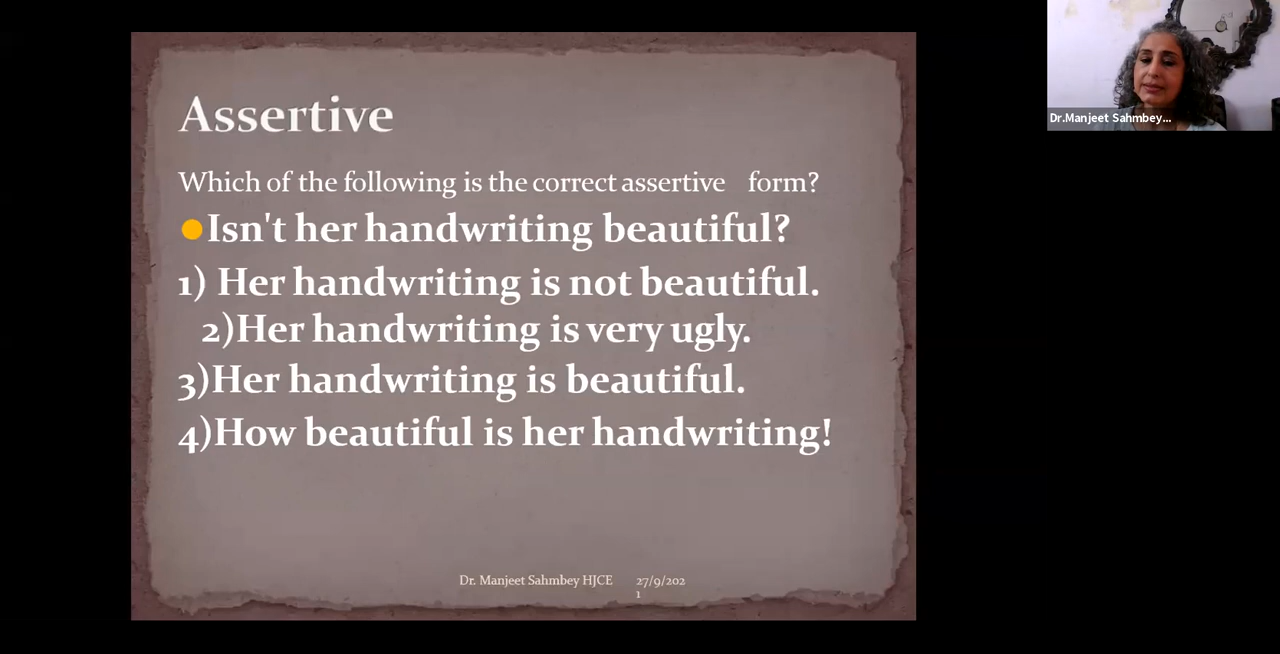 Assertive
Which of the following is the correct assertive form?
Isn't her handwriting beautiful?
1) Her handwriting is not beautiful.
2)Her handwriting is very ugly.
3)Her handwriting is beautiful.
4)How beautiful is her handwriting!
Dr. Manjeet Sahmbey HJCE 27/9/202
1
Dr.Manjeet Sahmbey...